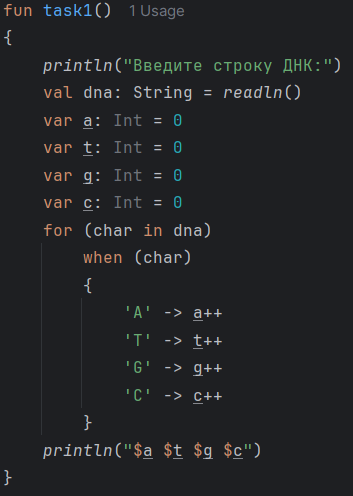 fun task1() 1 Usage
{
    println("Введите строку ДНК:")
    val dna: String = readln()
    var a: Int = 0
    var t: Int = 0
    var g: Int = 0
    var c: Int = 0
    for (char in dna)
        when (char)
        {
            'A' -> a++
            'T' -> t++
            'G' -> g++
            'C' -> c++
        }
    println("$a $t $g $c")
}